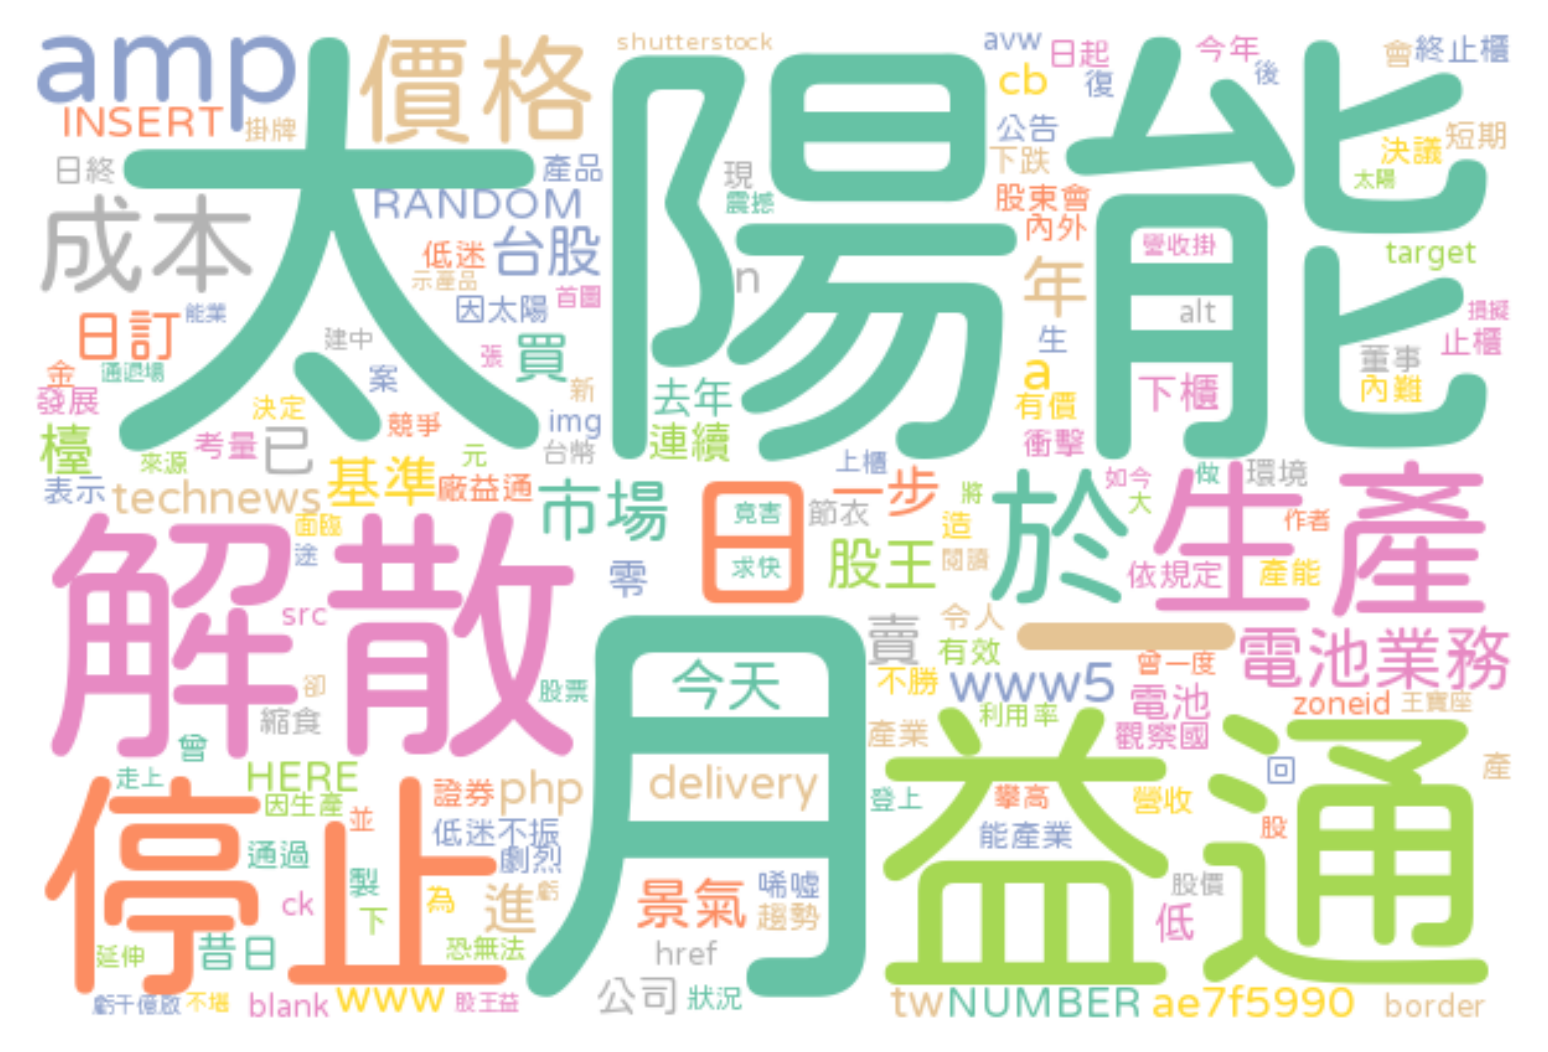 amp
INSERT
掛牌
價格
shutterstock
太陽能
avw
日起
cb
復
今年
後
會
終止櫃
公告
下跌
決議
短期
太陽
日終
產品
RANDOM
現
震撼
股東會
內外
成本
低迷
台股
示產品
n
年
營收掛
target
alt
日訂
能業
因太陽
首圖
建中
生
損擬
止櫃
金
通退場
張
買
案
新
a
董事
內難
發展
決定
競爭
img
去年
有價
下櫃
檯
考量
已
元
台幣
連續
衝擊
來源
表示
technews
基準
廠益通
市場
上櫃
一步
日
竟害
求快
節衣
將
造
如今
大
做
環境
於
生產
作者
面臨
途
零
股王
閱讀
依規定
產能
解散
src
月
今天
賣
令人
有效
一
曾一度
電池業務
不勝
www5
電池
zoneid
王寶座
卻
縮食
股票
產業
利用率
觀察國
曾
走上
HERE
因生產
證券
php
delivery
登上
攀高
營收
回
產
益通
停止
並
低迷不振
劇烈
能產業
股
通過
ck
製
下
為
進
虧
景氣
唏噓
趨勢
股價
低
延伸
昔日
恐無法
href
虧千億啟
不堪
blank
www
股王益
公司
狀況
tw
NUMBER
ae7f5990
border